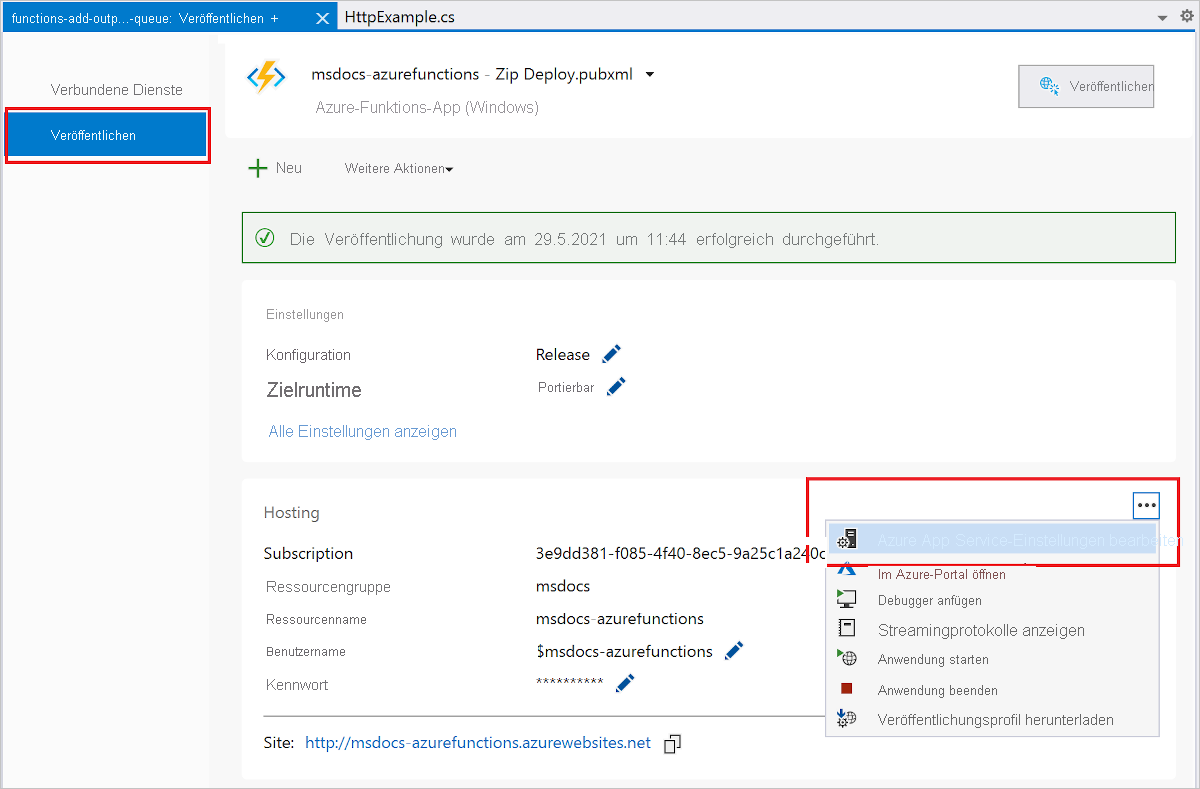 functions-add-outp...-queue: Veröffentlichen +
HttpExample.cs
Verbundene Dienste
Veröffentlichen
msdocs-azurefunctions - Zip Deploy.pubxml
Azure-Funktions-App (Windows)
Veröffentlichen
Neu
Weitere Aktionen
Die Veröffentlichung wurde am 29.5.2021 um 11:44 erfolgreich durchgeführt.
Einstellungen
Konfiguration Release
Zielruntime Portierbar
Alle Einstellungen anzeigen
Hosting
Subscription 3e9dd381-f085-4f40-8ec5-9a25c1a240c
Ressourcengruppe msdocs
Ressourcenname msdocs-azurefunctions
Benutzername $msdocs-azurefunctions
Kennwort **********
Site: http://msdocs-azurefunctions.azurewebsites.net
Azure App Service-Einstellungen bearbeiten
Im Azure-Portal öffnen
Debugger anfügen
Streamingprotokolle anzeigen
Anwendung starten
Anwendung beenden
Veröffentlichungsprofil herunterladen